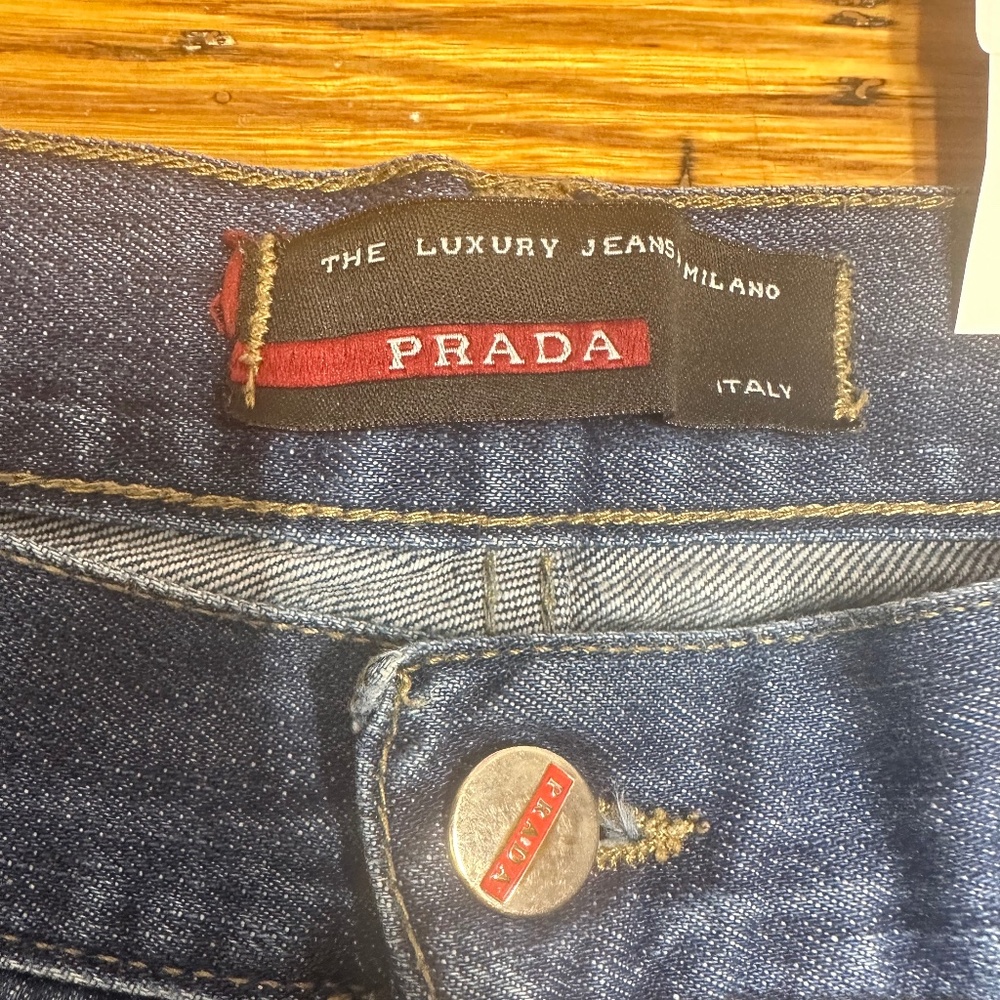 THE LUXURY JEANS, MILANO
PRADA
ITALY
PRADA